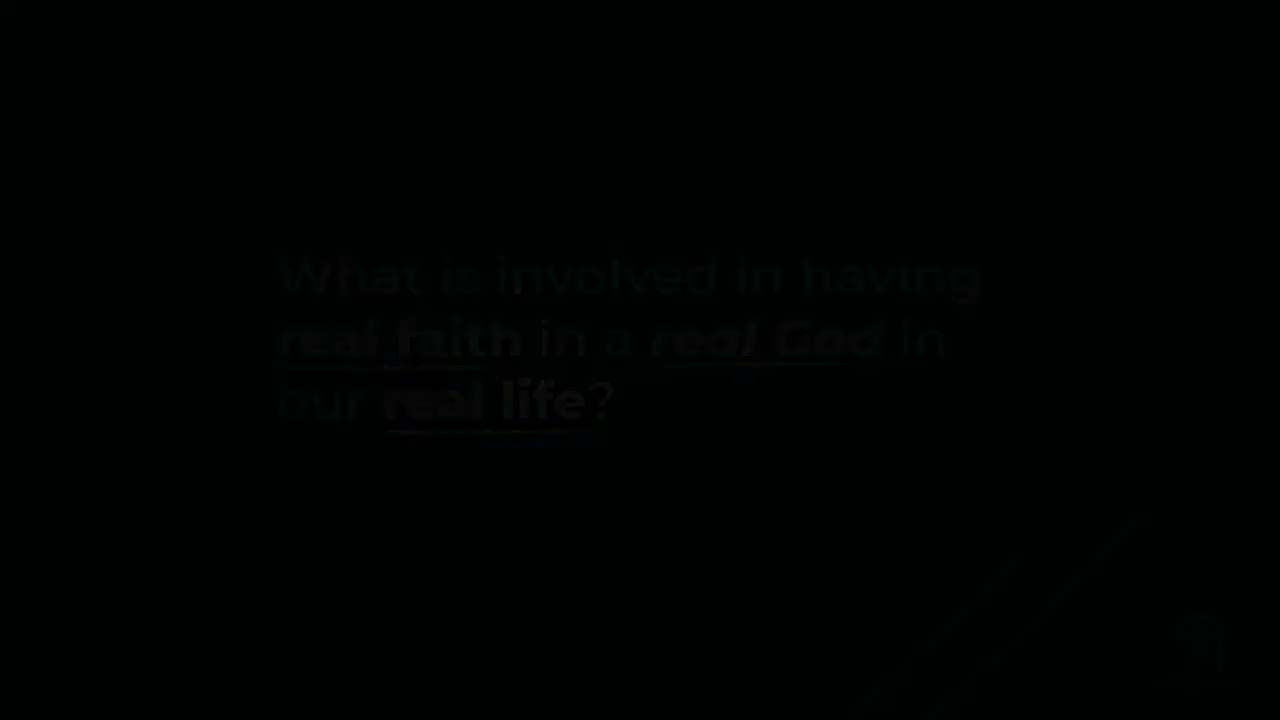 What is involved in having
real faith in a real God in
our real life?